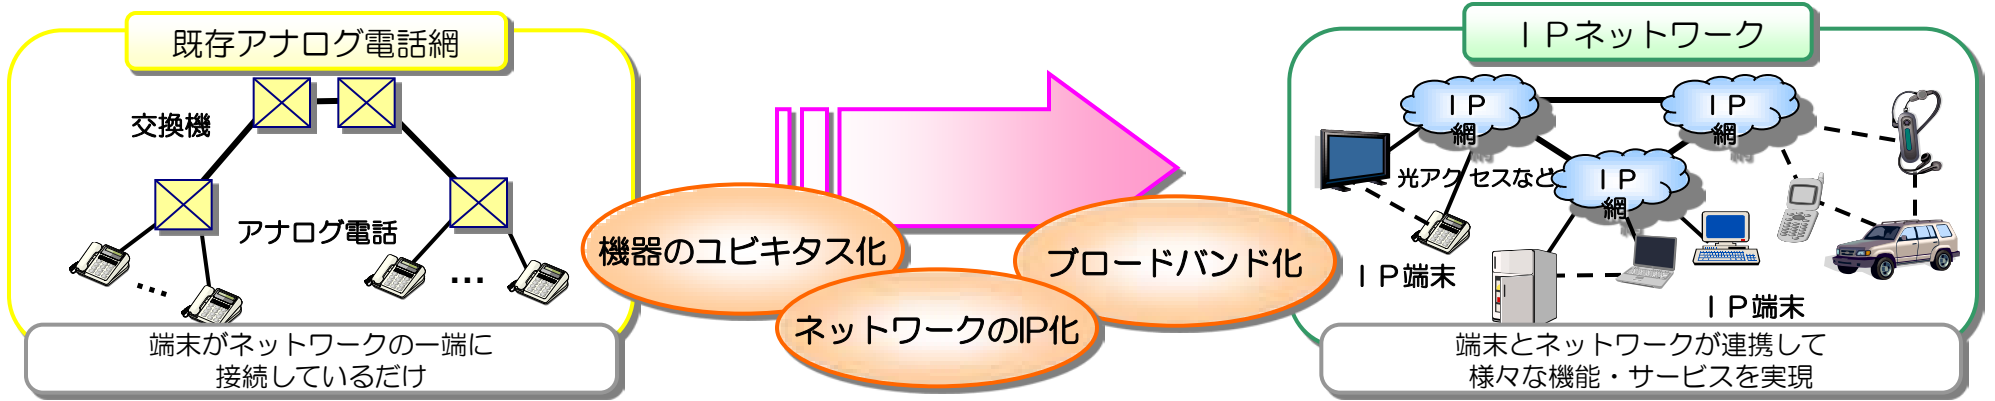 既存アナログ電話網
交換機
アナログ電話
…
…
端末がネットワークの一端に
接続しているだけ
機器のユビキタス化
ネットワークのIP化
ブロードバンド化
ＩＰネットワーク
ＩＰ
網
ＩＰ
網
光アクセスなど
ＩＰ
網
ＩＰ端末
ＩＰ端末
端末とネットワークが連携して
様々な機能・サービスを実現